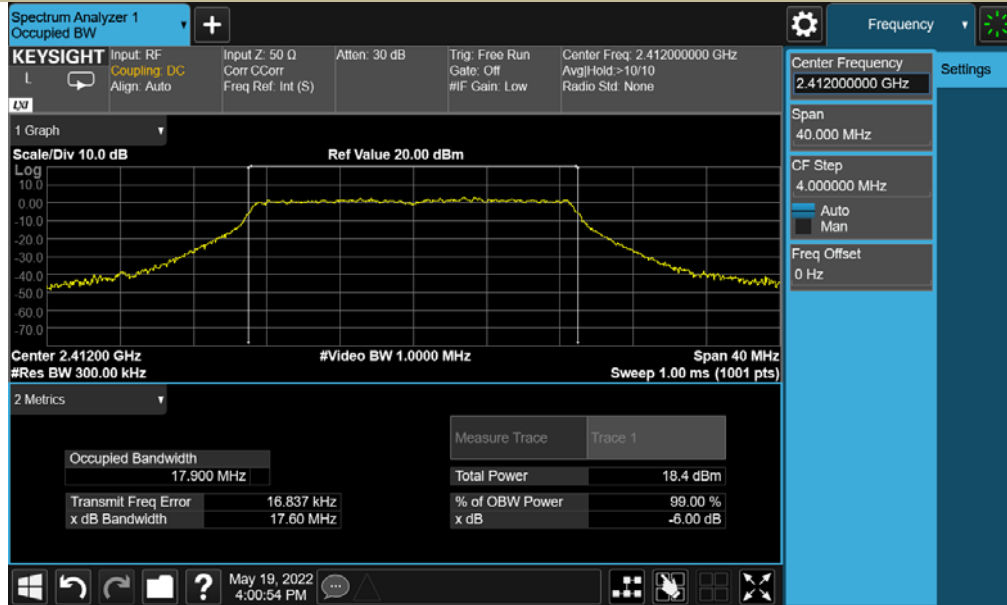 Spectrum Analyzer 1
Occupied BW
Frequency
KEYSIGHT
L
LXI
Input: RF
Coupling: DC
Align: Auto
Input Z: 50 Ω
Corr CCorr
Freq Ref: Int (S)
Atten: 30 dB
Trig: Free Run
Gate: Off
#IF Gain: Low
Center Freq: 2.412000000 GHz
Avg|Hold:>10/10
Radio Std: None
1 Graph
Scale/Div 10.0 dB
Ref Value 20.00 dBm
Log
10.0
0.00
-10.0
-20.0
-30.0
-40.0
-50.0
-60.0
-70.0
Center 2.41200 GHz
#Video BW 1.0000 MHz
Span 40 MHz
#Res BW 300.00 kHz
Sweep 1.00 ms (1001 pts)
2 Metrics
Measure Trace
Trace 1
Occupied Bandwidth
17.900 MHz
Total Power
18.4 dBm
Transmit Freq Error
16.837 kHz
% of OBW Power
99.00 %
x dB Bandwidth
17.60 MHz
x dB
-6.00 dB
Center Frequency
2.412000000 GHz
Settings
Span
40.000 MHz
CF Step
4.000000 MHz
Auto
Man
Freq Offset
0 Hz
?
May 19, 2022
4:00:54 PM